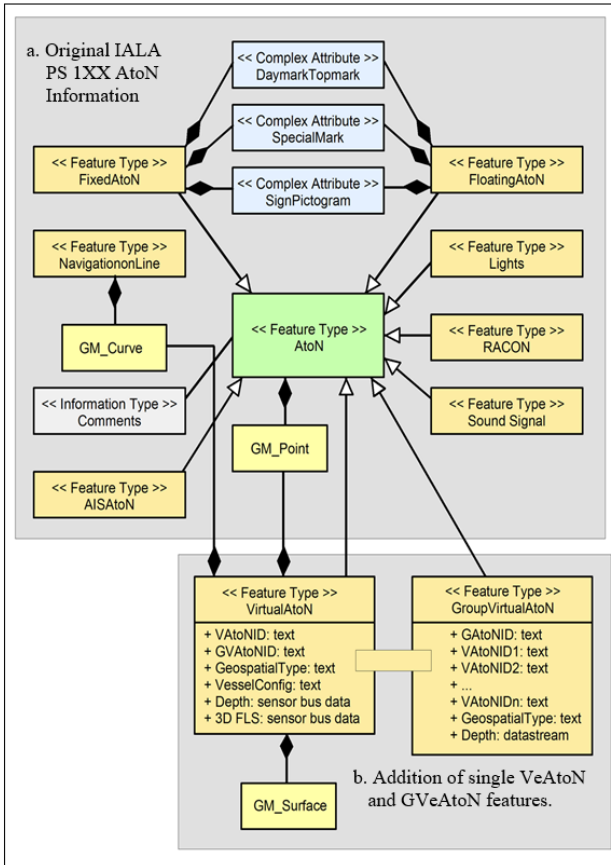 a. Original IALA
PS 1XX AtoN
Information
<< Complex Attribute >>
DaymarkTopmark
<< Complex Attribute >>
SpecialMark
<< Complex Attribute >>
SignPictogram
<< Feature Type >>
FixedAtoN
<< Feature Type >>
FloatingAtoN
<< Feature Type >>
NavigationonLine
<< Feature Type >>
Lights
GM_Curve
<< Feature Type >>
AtoN
<< Feature Type >>
RACON
<< Information Type >>
Comments
<< Feature Type >>
Sound Signal
GM_Point
<< Feature Type >>
AISAtoN
<< Feature Type >>
VirtualAtoN
+ VAtoNID: text
+ GVAtoNID: text
+ GeospatialType: text
+ VesselConfig: text
+ Depth: sensor bus data
+ 3D FLS: sensor bus data
<< Feature Type >>
GroupVirtualAtoN
+ GAtoNID: text
+ VAtoNID1: text
+ VAtoNID2: text
+ ...
+ VAtoNIDn: text
+ GeospatialType: text
+ Depth: datastream
GM_Surface
b. Addition of single VeAtoN
and GVeAtoN features.